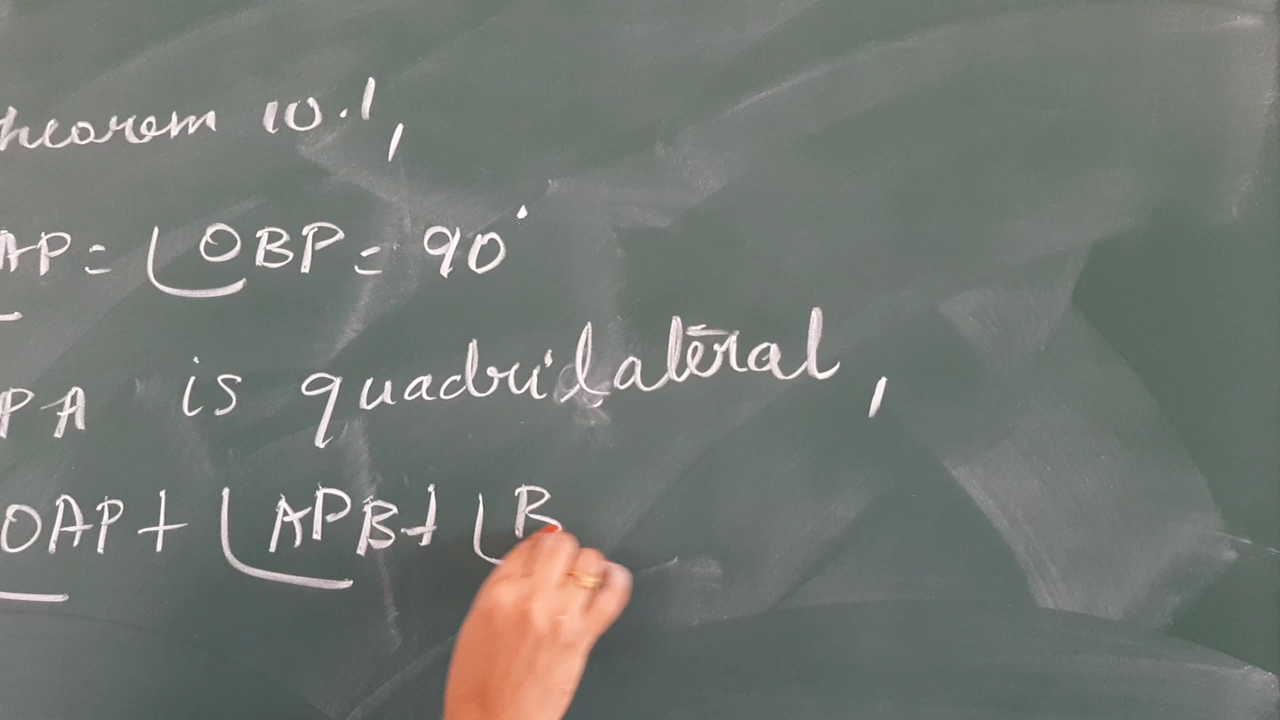 heorem 10.1,
AP = ∠OBP = 90°
PA is quadrilateral,
OAP + ∠APB + ∠B